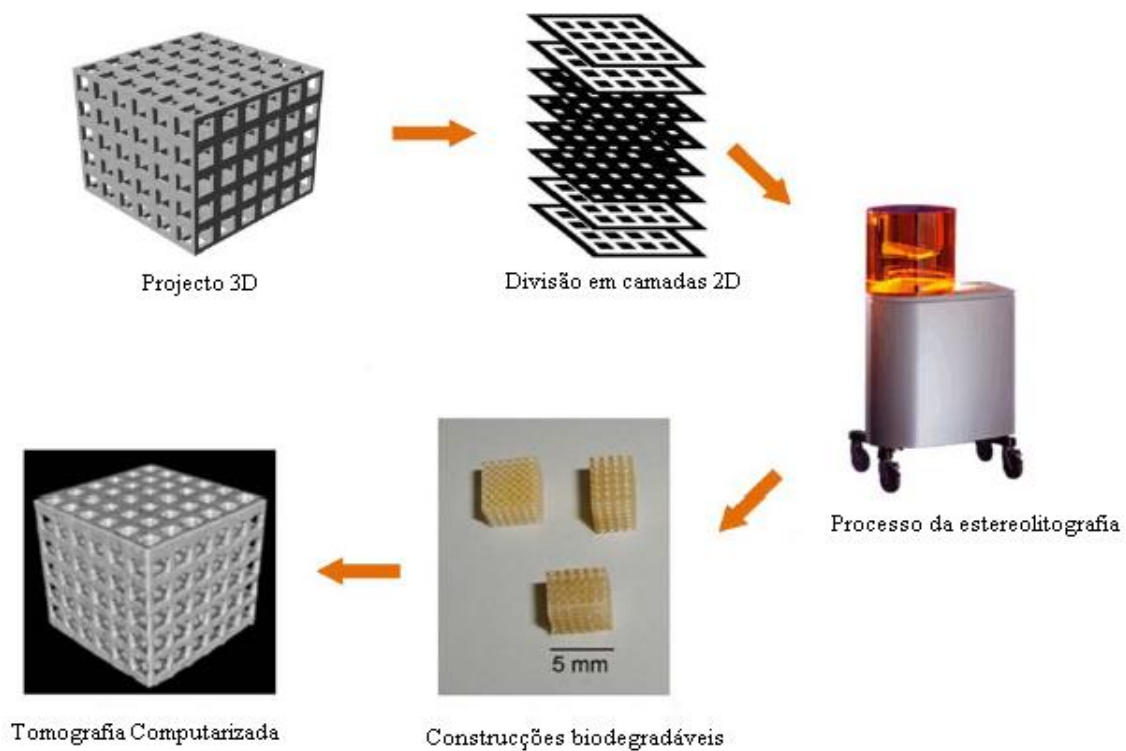 Projecto 3D
Divisão em camadas 2D
Processo da estereolitografia
5 mm
Construcções biodegradáveis
Tomografia Computarizada